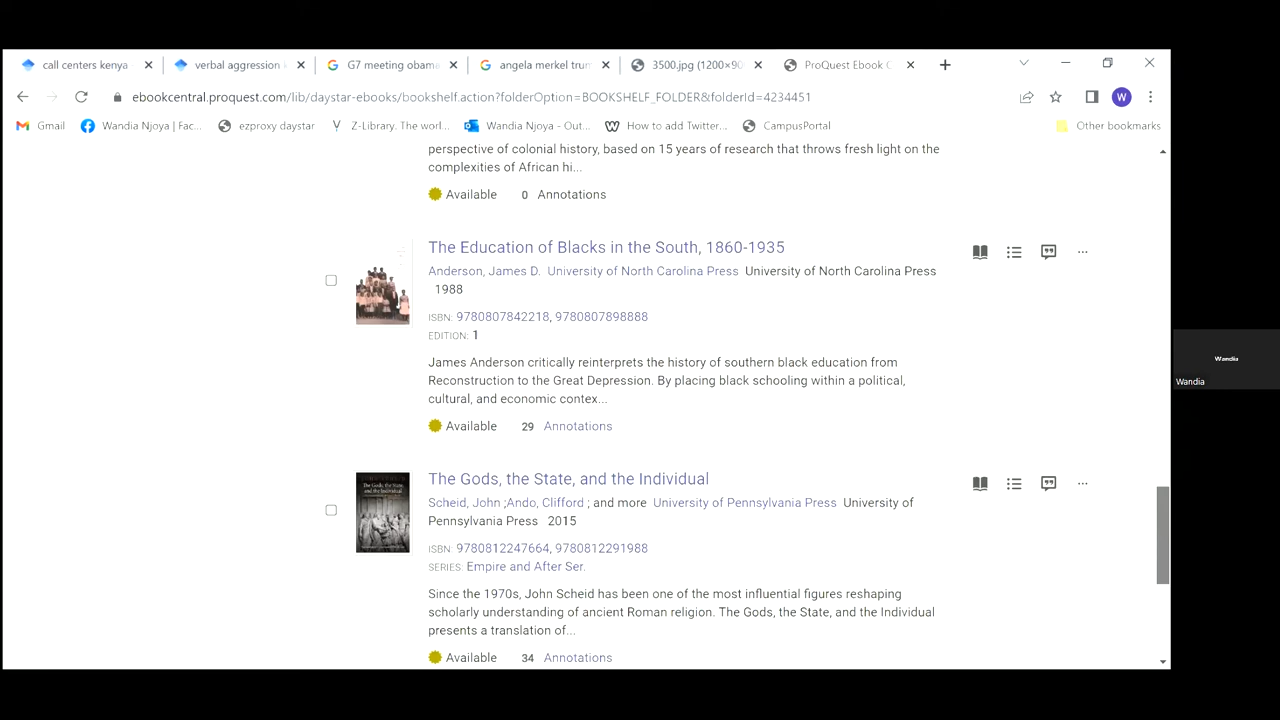 call centers kenya
verbal aggression
G7 meeting obama
angela merkel trum
3500.jpg (1200×90
ProQuest Ebook C
ebookcentral.proquest.com/lib/daystar-ebooks/bookshelf.action?folderOption=BOOKSHELF_FOLDER&folderId=4234451
W
Gmail
Wandia Njoya | Fac...
ezproxy daystar
Z-Library. The worl...
Wandia Njoya - Out...
How to add Twitter...
CampusPortal
Other bookmarks
perspective of colonial history, based on 15 years of research that throws fresh light on the
complexities of African hi...
Available 0 Annotations
The Education of Blacks in the South, 1860-1935
Anderson, James D. University of North Carolina Press University of North Carolina Press
1988
ISBN: 9780807842218, 9780807898888
EDITION: 1
James Anderson critically reinterprets the history of southern black education from
Reconstruction to the Great Depression. By placing black schooling within a political,
cultural, and economic contex...
Available 29 Annotations
The Gods, the State, and the Individual
Scheid, John ;Ando, Clifford ; and more University of Pennsylvania Press University of
Pennsylvania Press 2015
ISBN: 9780812247664, 9780812291988
SERIES: Empire and After Ser.
Since the 1970s, John Scheid has been one of the most influential figures reshaping
scholarly understanding of ancient Roman religion. The Gods, the State, and the Individual
presents a translation of...
Available 34 Annotations
Wandia
Wandia